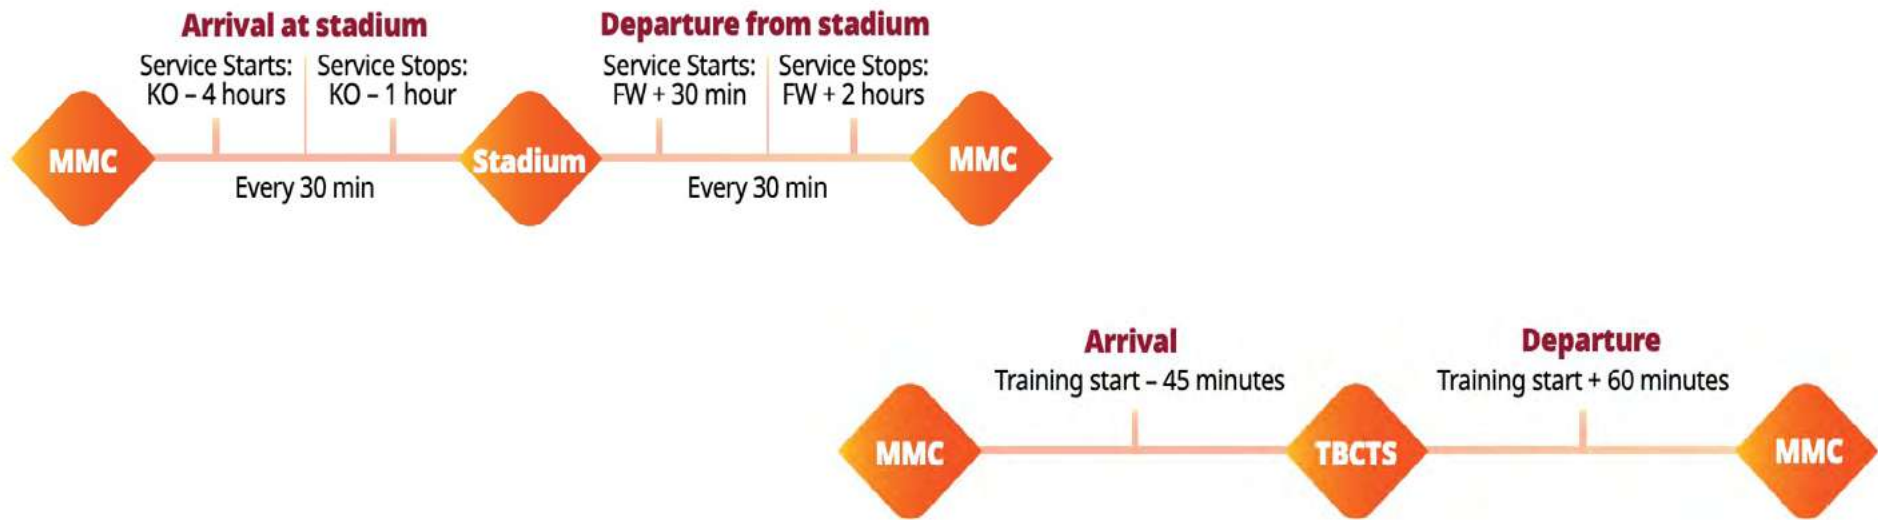 Arrival at stadium
Service Starts:
KO – 4 hours
Service Stops:
KO – 1 hour
Departure from stadium
Service Starts:
FW + 30 min
Service Stops:
FW + 2 hours
MMC
Stadium
MMC
Every 30 min
Every 30 min
Arrival
Training start – 45 minutes
Departure
Training start + 60 minutes
MMC
TBCTS
MMC